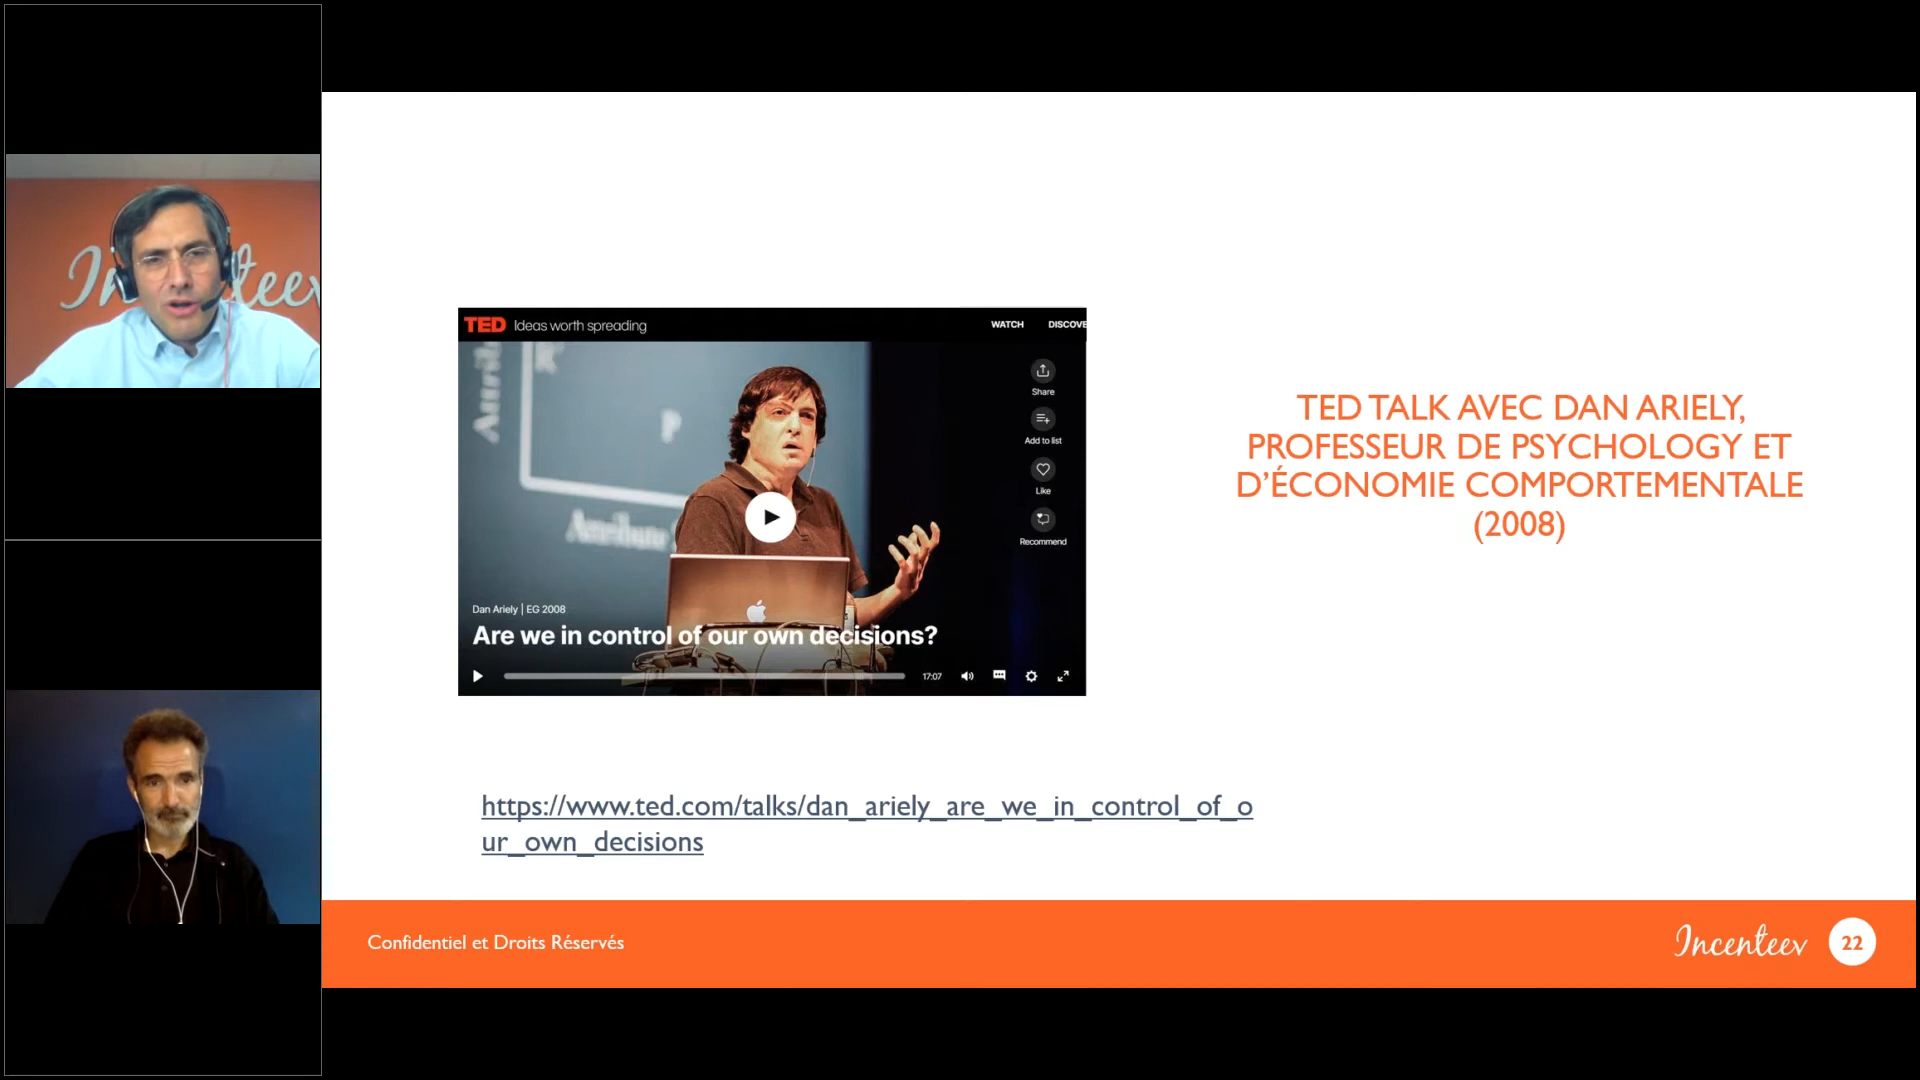 Incenteev
TED Ideas worth spreading
WATCH
DISCOVE
Share
Add to list
Like
Recommend
Attribute
P
Dan Ariely | EG 2008
Are we in control of our own decisions?
17:07
TED TALK AVEC DAN ARIELY,
PROFESSEUR DE PSYCHOLOGY ET
D’ÉCONOMIE COMPORTEMENTALE
(2008)
https://www.ted.com/talks/dan_ariely_are_we_in_control_of_o
ur_own_decisions
Confidentiel et Droits Réservés
Incenteev
22